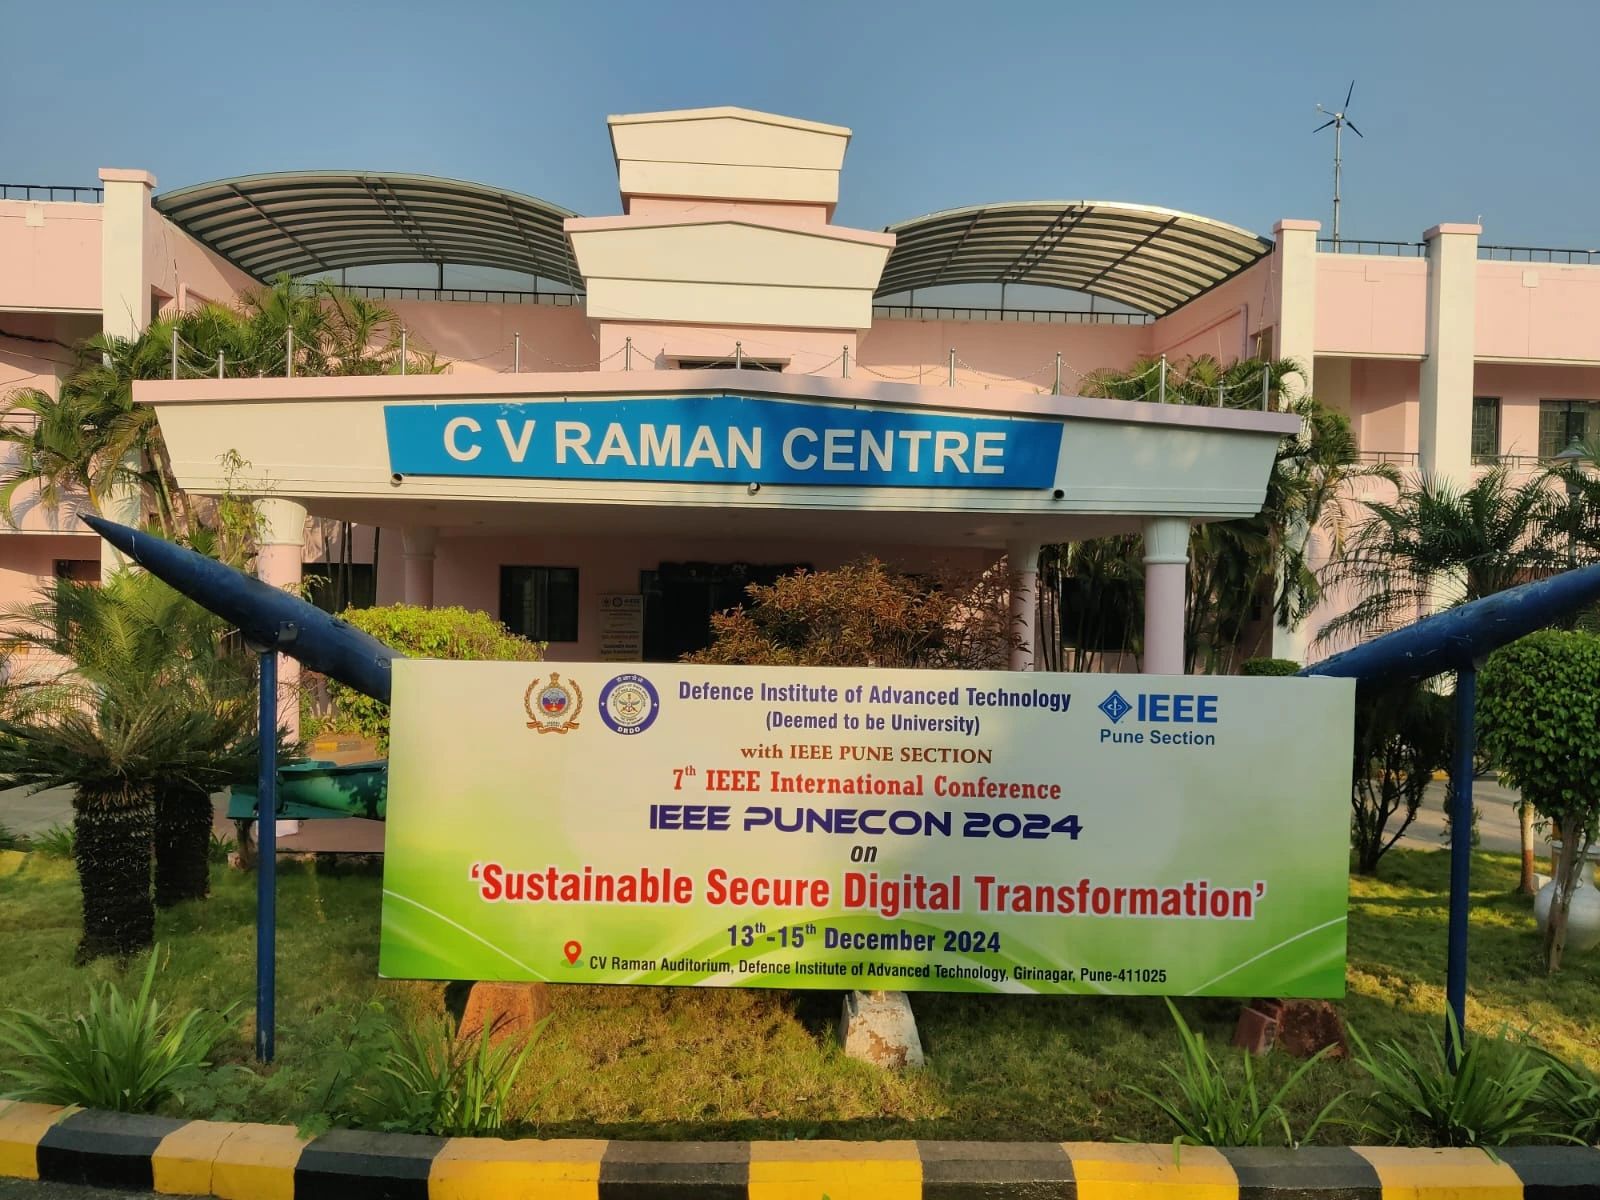 C V RAMAN CENTRE
Defence Institute of Advanced Technology
(Deemed to be University)
IEEE
Pune Section
DRDO
with IEEE PUNE SECTION
7th IEEE International Conference
IEEE PUNECON 2024
on
‘Sustainable Secure Digital Transformation’
13th-15th December 2024
CV Raman Auditorium, Defence Institute of Advanced Technology, Girinagar, Pune-411025